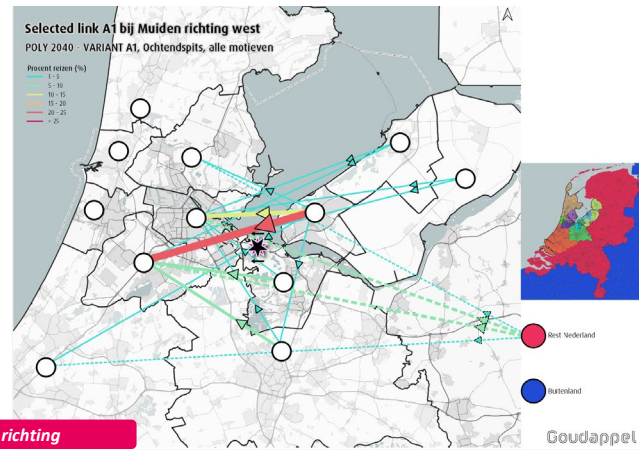 Selected link A1 bij Muiden richting west
POLY 2040 - VARIANT A1, Ochtendspits, alle motieven
Procent reizen (%)
1 - 5
5 - 10
10 - 15
15 - 20
20 - 25
> 25
Rest Nederland
Buitenland
richting
Goudappel